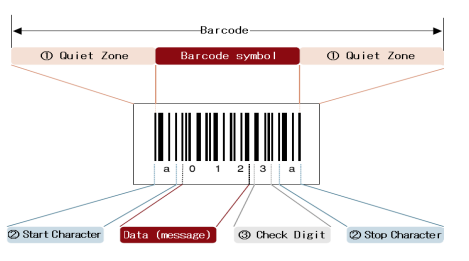 Barcode
① Quiet Zone Barcode symbol ① Quiet Zone
a 0 1 2 3 a
② Start Character Data (message) ③ Check Digit ② Stop Character